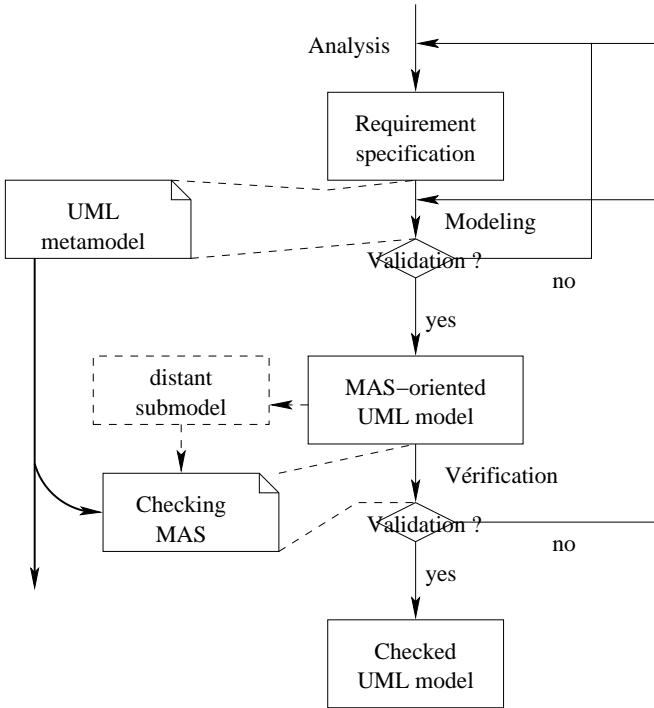 Analysis
Requirement
specification
UML
metamodel
Modeling
Validation ?
no
yes
distant
submodel
MAS−oriented
UML model
Vérification
Checking
MAS
Validation ?
no
yes
Checked
UML model